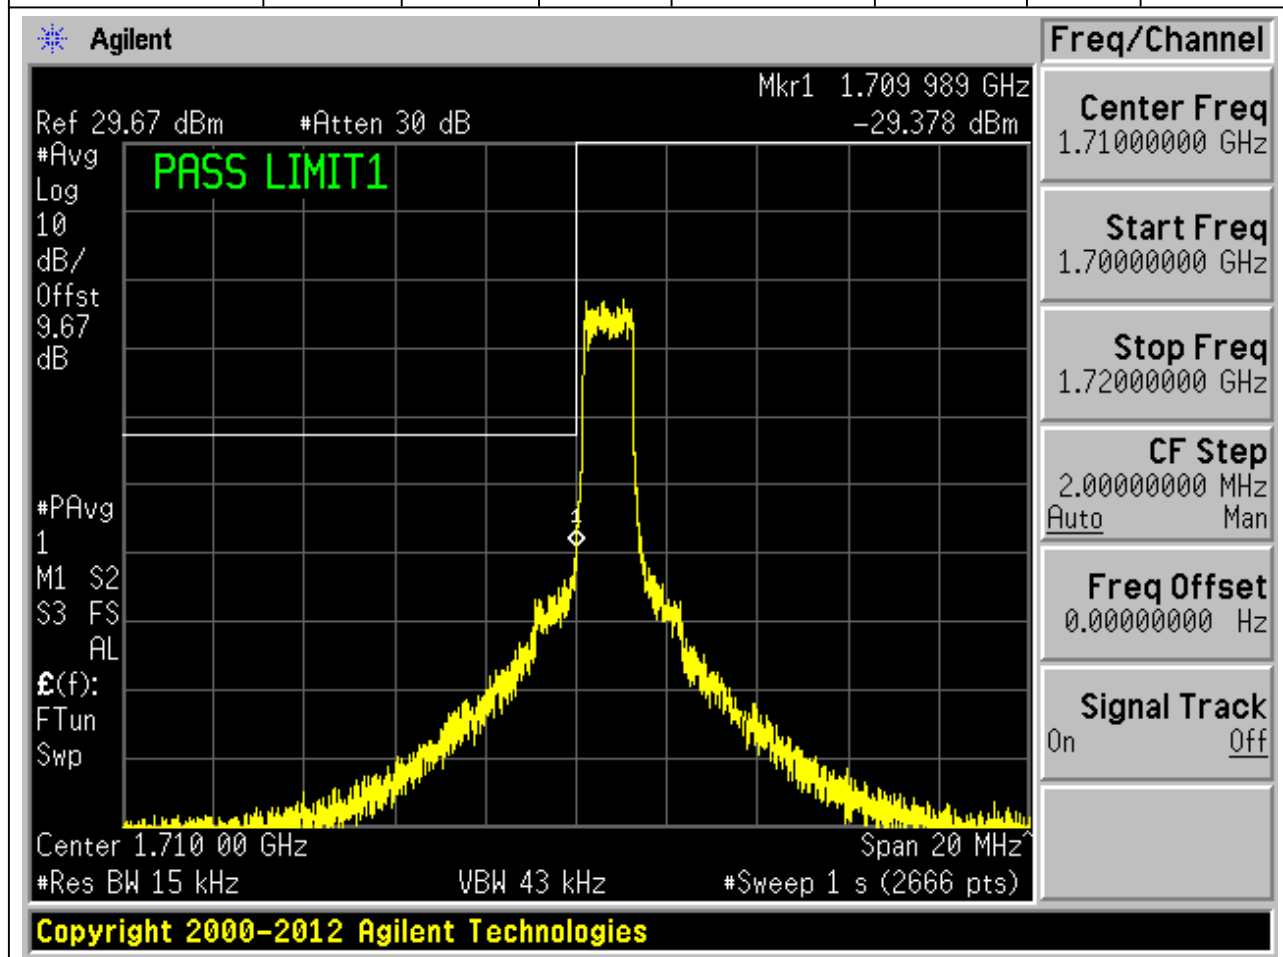 Agilent
Freq/Channel
Mkr1 1.709 989 GHz
Ref 29.67 dBm #Atten 30 dB -29.378 dBm
#Avg
Log
10
dB/
Offst
9.67
dB
PASS LIMIT1
1
#PAvg
1
M1 S2
S3 FS
AL
£(f):
FTun
Swp
Center 1.710 00 GHz Span 20 MHz^
#Res BW 15 kHz VBW 43 kHz #Sweep 1 s (2666 pts)
Copyright 2000-2012 Agilent Technologies
Center Freq
1.71000000 GHz
Start Freq
1.70000000 GHz
Stop Freq
1.72000000 GHz
CF Step
2.00000000 MHz
Auto Man
Freq Offset
0.00000000 Hz
Signal Track
On Off